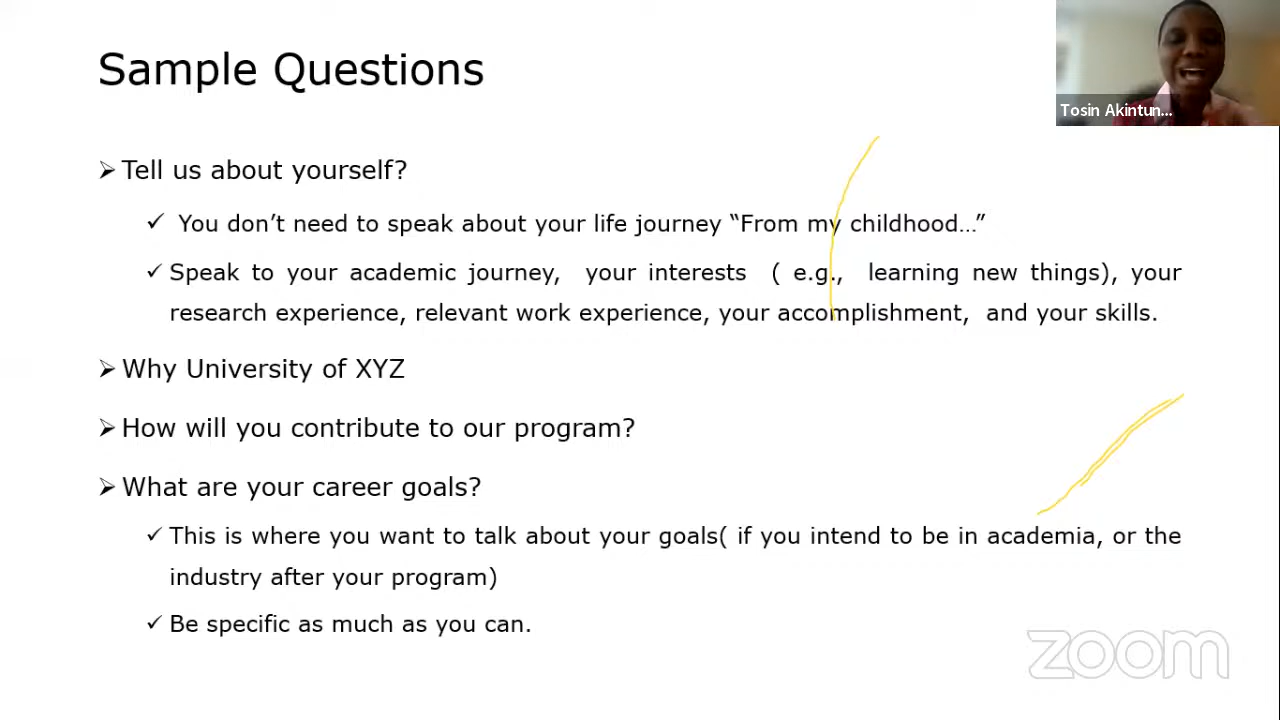 Sample Questions
Tosin Akintun...
➢ Tell us about yourself?
✓ You don’t need to speak about your life journey “From my childhood…”
✓ Speak to your academic journey, your interests ( e.g., learning new things), your
research experience, relevant work experience, your accomplishment, and your skills.
➢ Why University of XYZ
➢ How will you contribute to our program?
➢ What are your career goals?
✓ This is where you want to talk about your goals( if you intend to be in academia, or the
industry after your program)
✓ Be specific as much as you can.
zoom